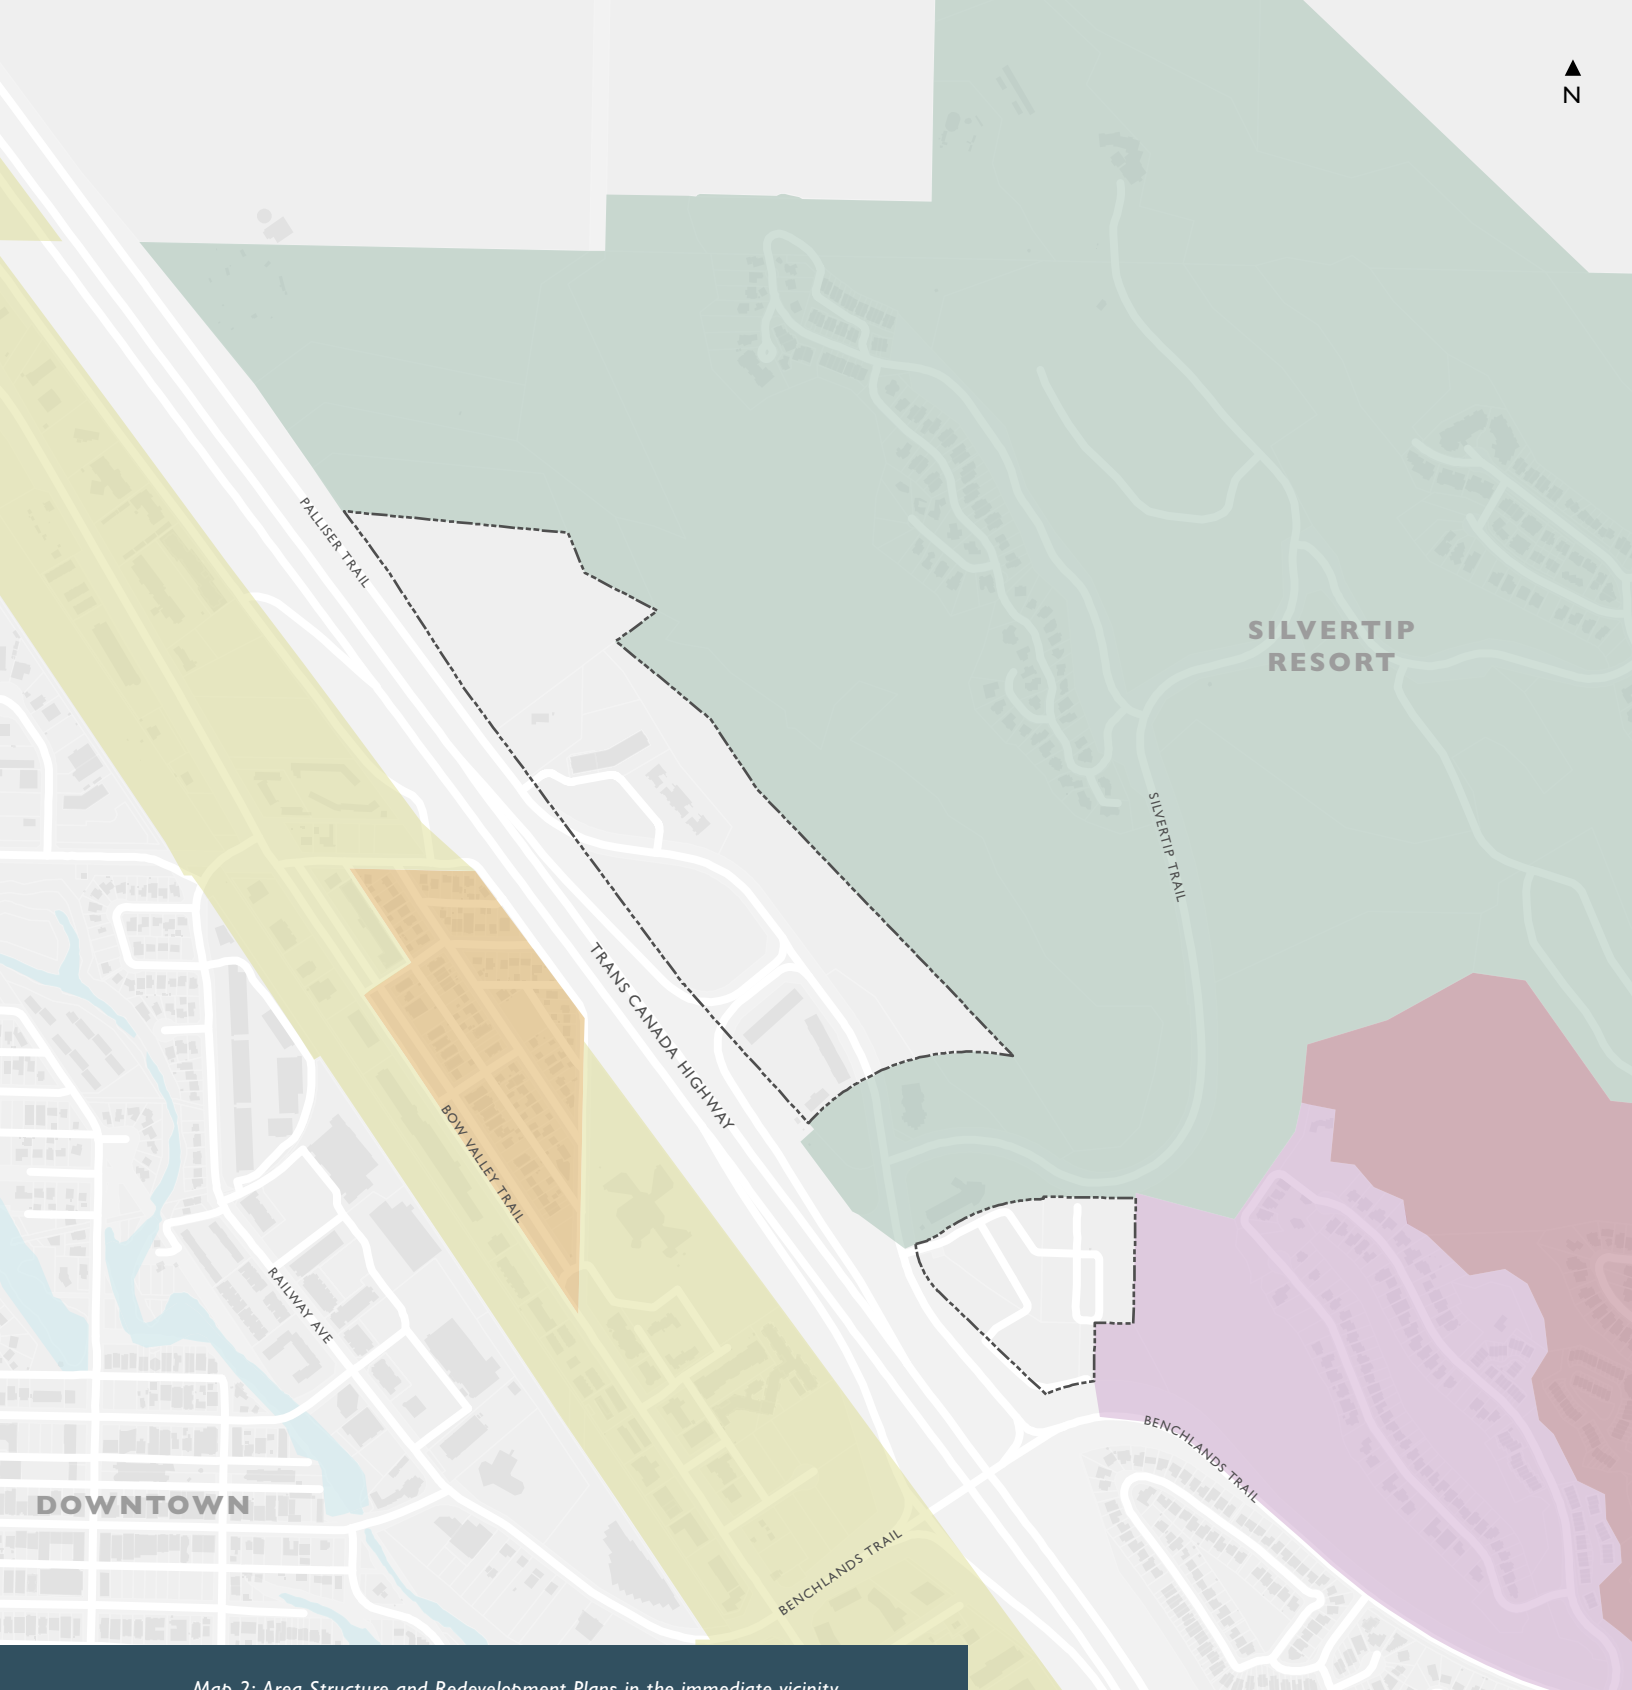 N
PALLISER TRAIL
SILVERTIP
RESORT
SILVERTIP TRAIL
TRANS CANADA HIGHWAY
BOW VALLEY TRAIL
RAILWAY AVE
BENCHLANDS TRAIL
DOWNTOWN
BENCHLANDS TRAIL
Map 2: Area Structure and Redevelopment Plans in the immediate vicinity